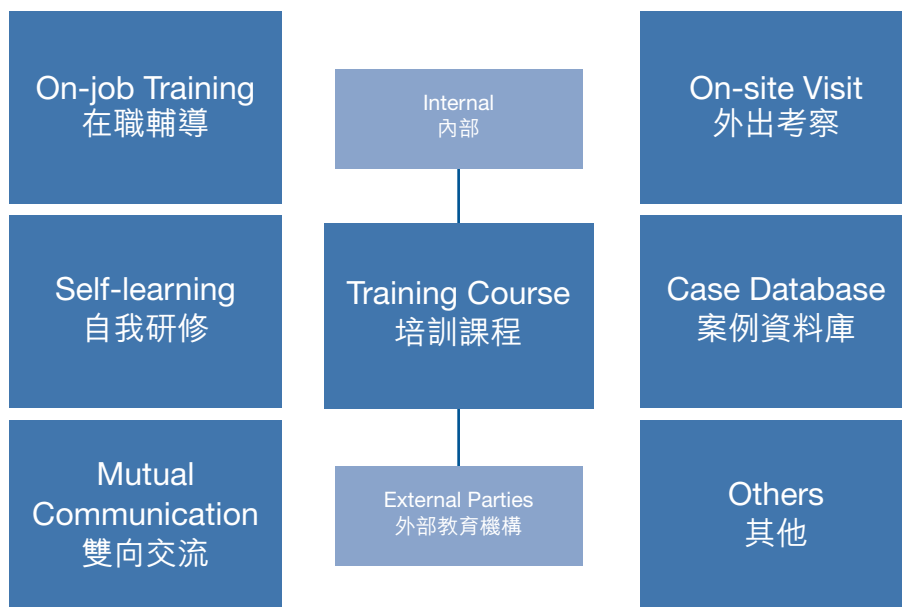 On-job Training
在職輔導
Internal
內部
On-site Visit
外出考察
Self-learning
自我研修
Training Course
培訓課程
Case Database
案例資料庫
Mutual
Communication
雙向交流
External Parties
外部教育機構
Others
其他